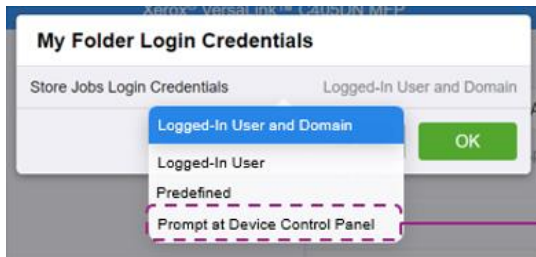 Xerox® VersaLink™ C405DN MFP
My Folder Login Credentials
Store Jobs Login Credentials Logged-In User and Domain
Logged-In User and Domain
OK
Logged-In User
Predefined
Prompt at Device Control Panel